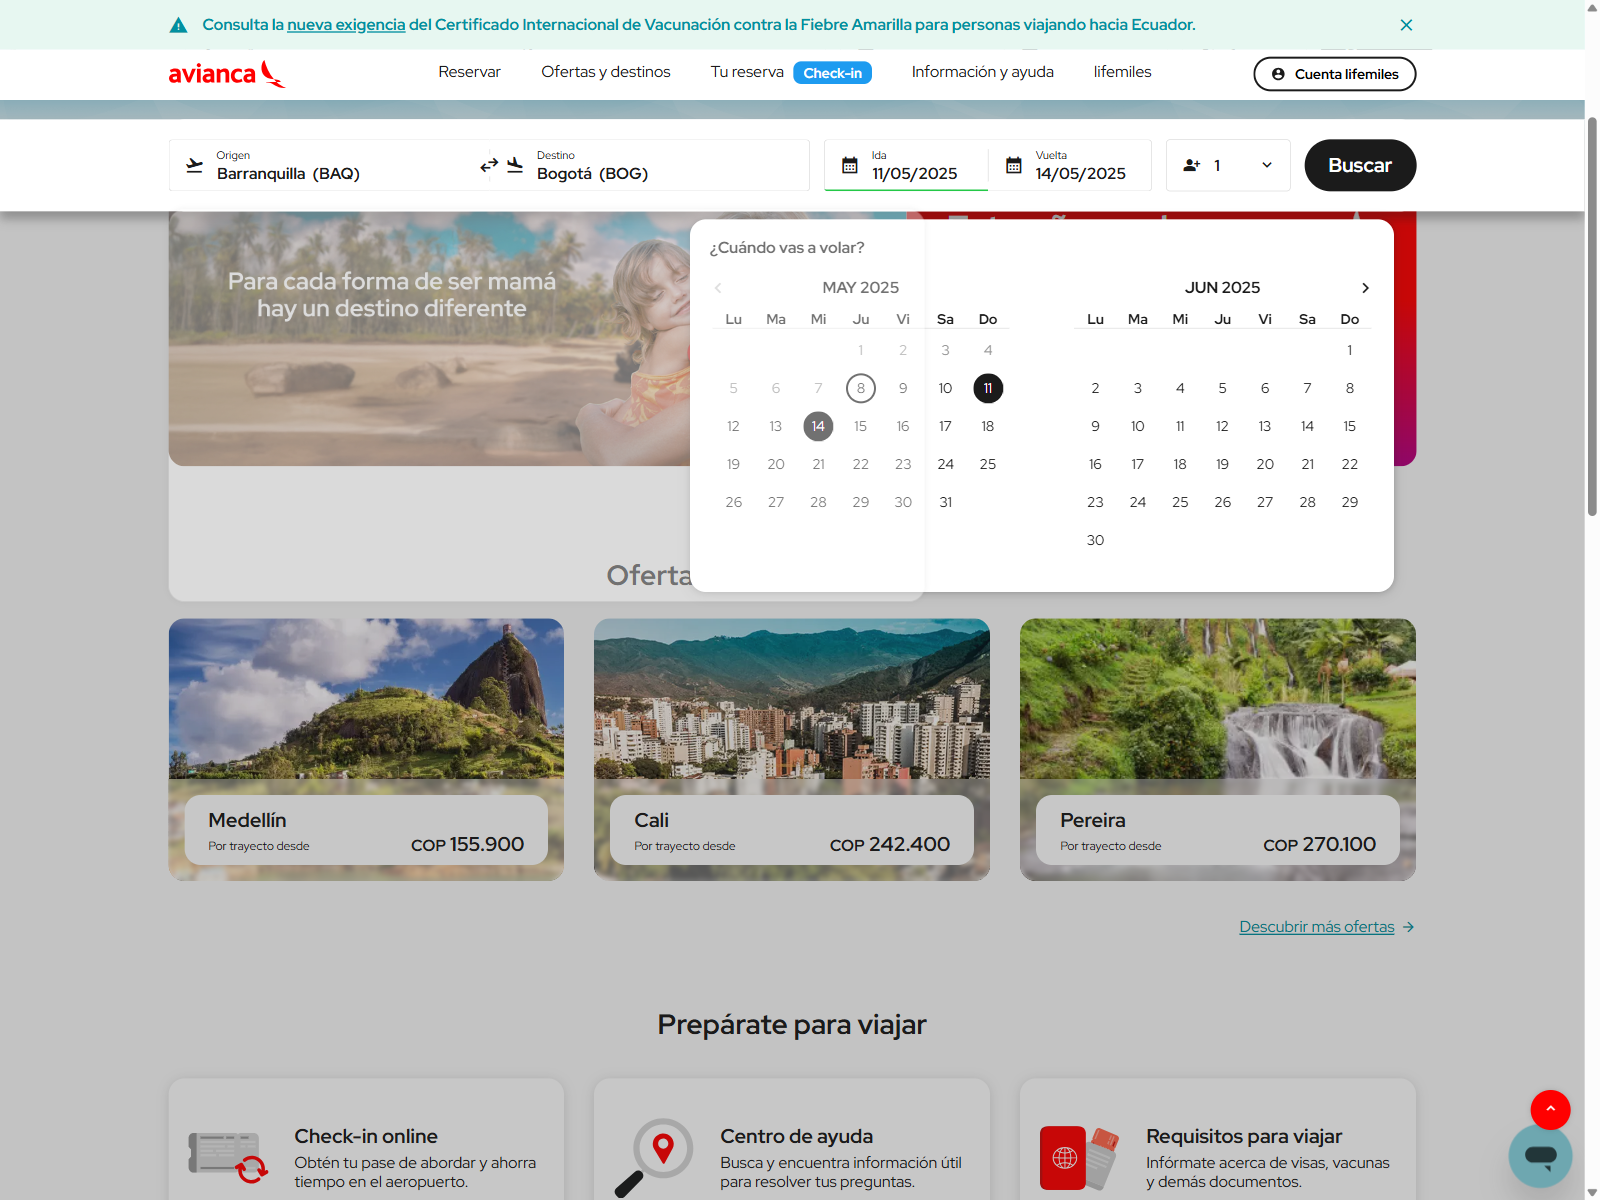 Consulta la nueva exigencia del Certificado Internacional de Vacunación contra la Fiebre Amarilla para personas viajando hacia Ecuador.
avianca
Reservar
Ofertas y destinos
Tu reserva
Check-in
Información y ayuda
lifemiles
Cuenta lifemiles
Origen
Barranquilla (BAQ)
Destino
Bogotá (BOG)
Ida
11/05/2025
Vuelta
14/05/2025
1
Buscar
Para cada forma de ser mamá
hay un destino diferente
¿Cuándo vas a volar?
MAY 2025
Lu Ma Mi Ju Vi Sa Do
1 2 3 4
5 6 7 8 9 10 11
12 13 14 15 16 17 18
19 20 21 22 23 24 25
26 27 28 29 30 31
JUN 2025
Lu Ma Mi Ju Vi Sa Do
1
2 3 4 5 6 7 8
9 10 11 12 13 14 15
16 17 18 19 20 21 22
23 24 25 26 27 28 29
30
Oferta
Medellín
Por trayecto desde
COP 155.900
Cali
Por trayecto desde
COP 242.400
Pereira
Por trayecto desde
COP 270.100
Descubrir más ofertas
Prepárate para viajar
Check-in online
Obtén tu pase de abordar y ahorra
tiempo en el aeropuerto.
Centro de ayuda
Busca y encuentra información útil
para resolver tus preguntas.
Requisitos para viajar
Infórmate acerca de visas, vacunas
y demás documentos.